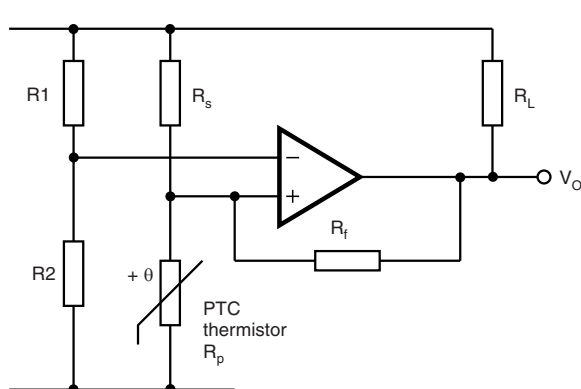 R1
Rs
RL
−
+
VO
Rf
R2
+ θ
PTC
thermistor
Rp